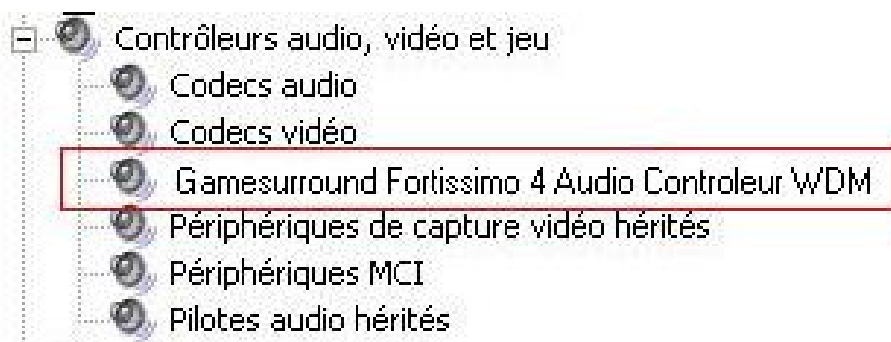 Contrôleurs audio, vidéo et jeu
Codecs audio
Codecs vidéo
Gamesurround Fortissimo 4 Audio Controleur WDM
Périphériques de capture vidéo hérités
Périphériques MCI
Pilotes audio hérités